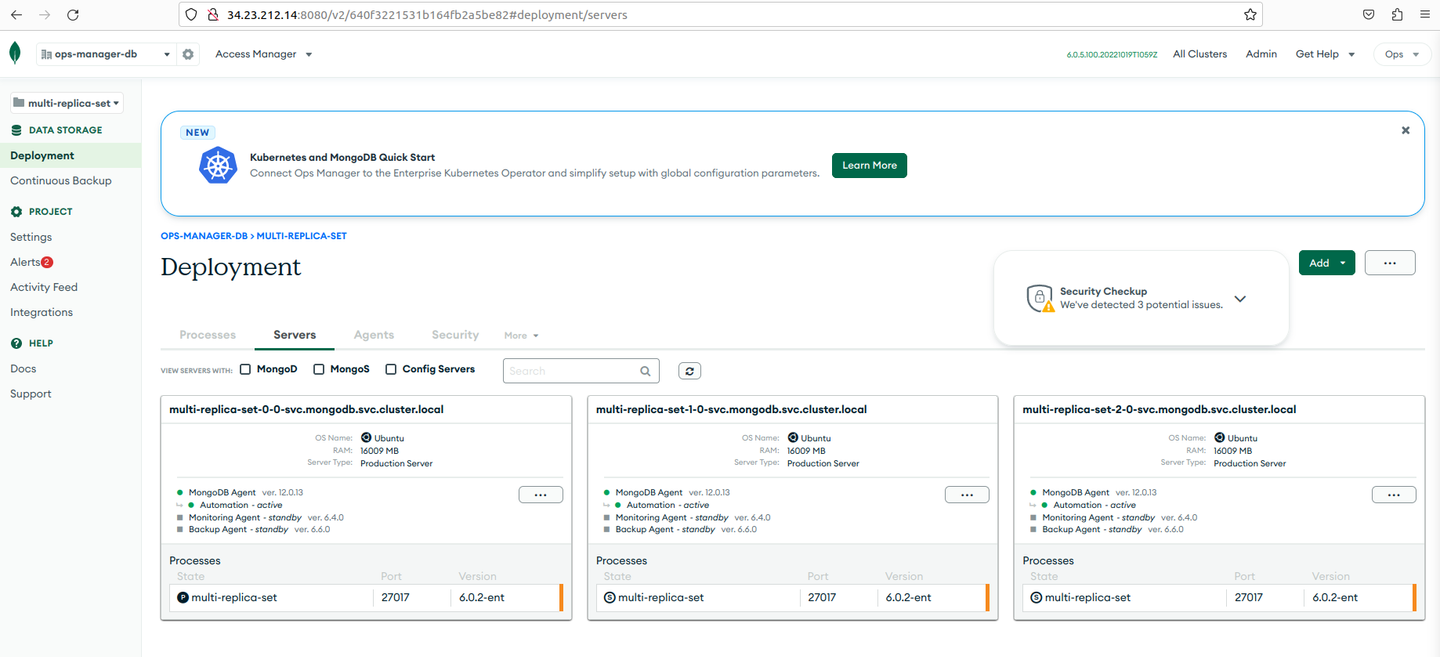 34.23.212.14:8080/v2/640f3221531b164fb2a5be82#deployment/servers
ops-manager-db
Access Manager
6.0.5.100.20221019T1059Z
All Clusters
Admin
Get Help
Ops
multi-replica-set
DATA STORAGE
Deployment
Continuous Backup
PROJECT
Settings
Alerts 2
Activity Feed
Integrations
HELP
Docs
Support
NEW
Kubernetes and MongoDB Quick Start
Connect Ops Manager to the Enterprise Kubernetes Operator and simplify setup with global configuration parameters.
Learn More
OPS-MANAGER-DB > MULTI-REPLICA-SET
Deployment
Security Checkup
We've detected 3 potential issues.
Add
...
Processes Servers Agents Security More
VIEW SERVERS WITH: MongoD MongoS Config Servers Search
multi-replica-set-0-0-svc.mongodb.svc.cluster.local
OS Name: Ubuntu
RAM: 16009 MB
Server Type: Production Server
MongoDB Agent ver. 12.0.13
Automation - active
Monitoring Agent - standby ver. 6.4.0
Backup Agent - standby ver. 6.6.0
...
Processes
State Port Version
P multi-replica-set 27017 6.0.2-ent
multi-replica-set-1-0-svc.mongodb.svc.cluster.local
OS Name: Ubuntu
RAM: 16009 MB
Server Type: Production Server
MongoDB Agent ver. 12.0.13
Automation - active
Monitoring Agent - standby ver. 6.4.0
Backup Agent - standby ver. 6.6.0
...
Processes
State Port Version
S multi-replica-set 27017 6.0.2-ent
multi-replica-set-2-0-svc.mongodb.svc.cluster.local
OS Name: Ubuntu
RAM: 16009 MB
Server Type: Production Server
MongoDB Agent ver. 12.0.13
Automation - active
Monitoring Agent - standby ver. 6.4.0
Backup Agent - standby ver. 6.6.0
...
Processes
State Port Version
S multi-replica-set 27017 6.0.2-ent